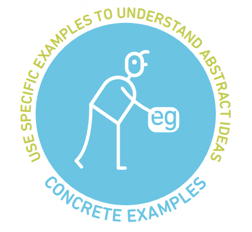 USE SPECIFIC EXAMPLES TO UNDERSTAND ABSTRACT IDEAS
eg
CONCRETE EXAMPLES